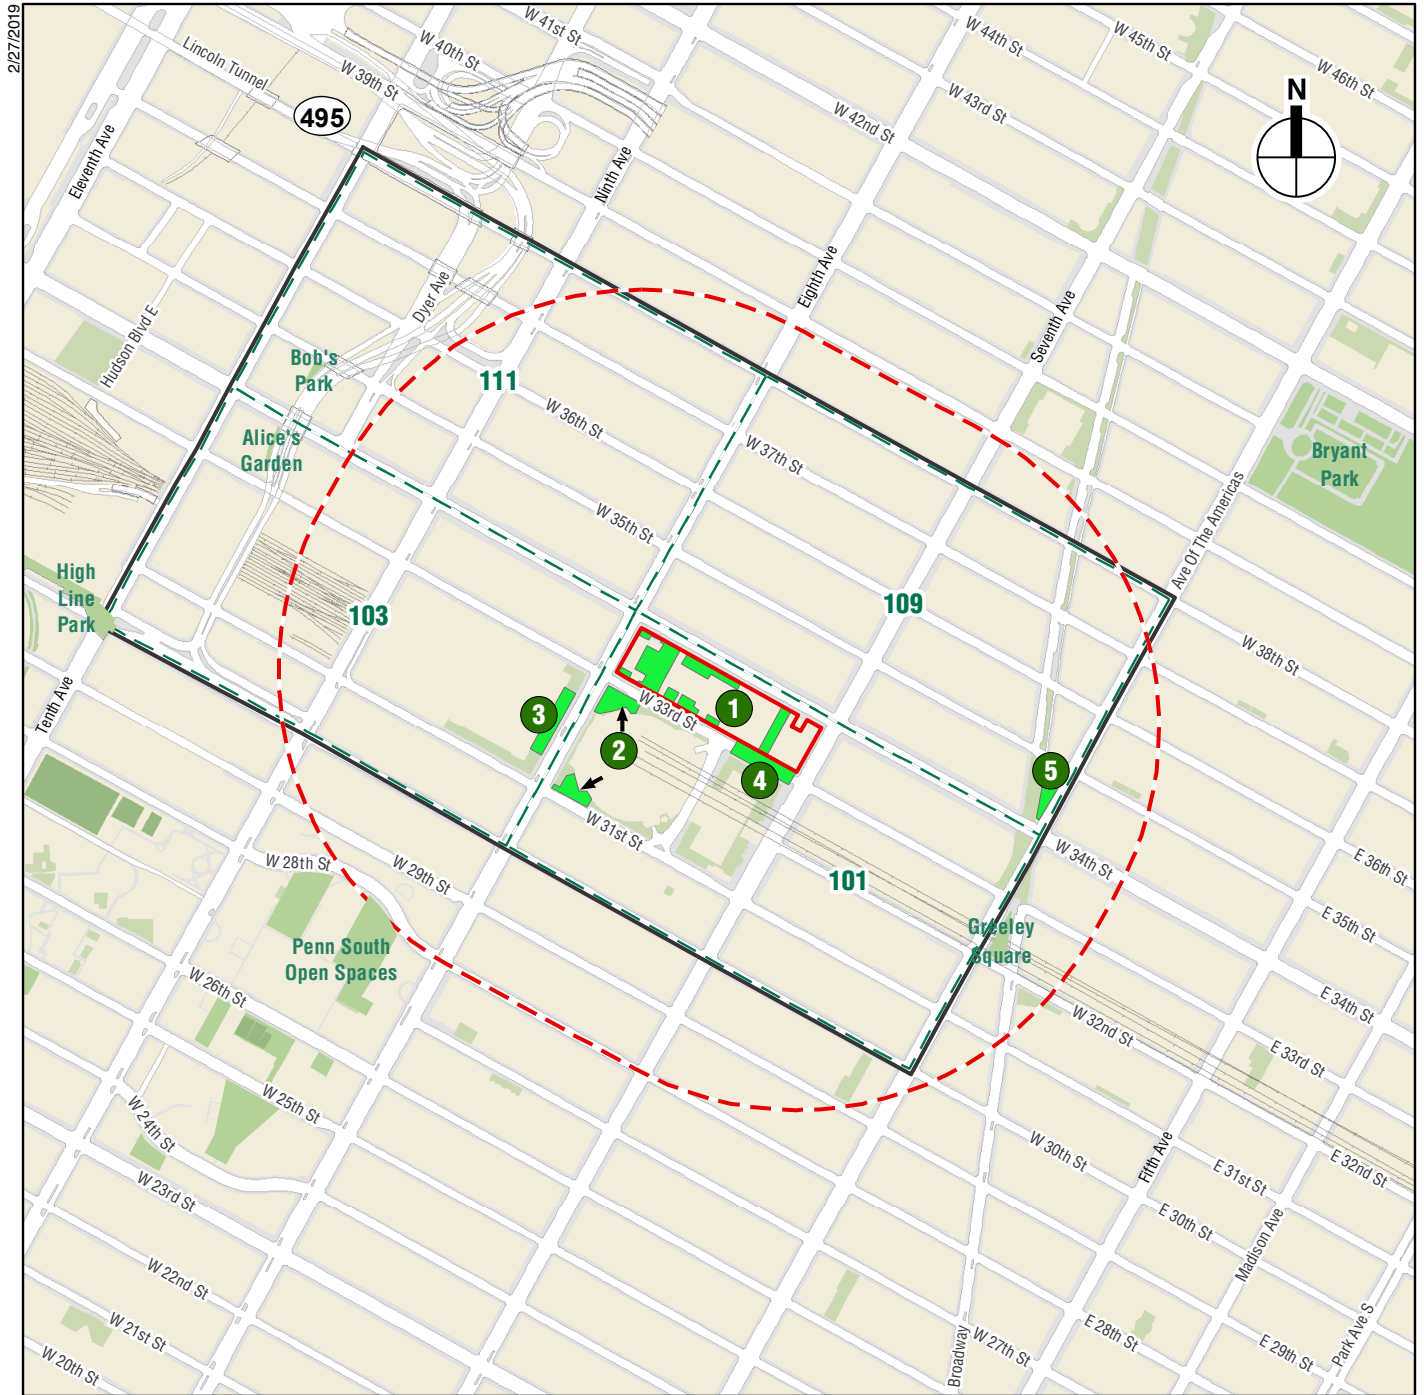 2/27/2019
W 41st St
W 44th St
W 45th St
W 40th St
Lincoln Tunnel
W 39th St
W 46th St
N
495
W 43rd St
W 42nd St
Eleventh Ave
Ninth Ave
Eighth Ave
Dyer Ave
Seventh Ave
Hudson Blvd E
Bob's
Park
111
W 36th St
Alice's
Garden
W 37th St
Bryant
Park
W 35th St
Ave Of The Americas
High
Line
Park
103
109
W 38th St
Tenth Ave
W 33rd St
1
2
3
4
5
W 31st St
W 34th St
E 36th St
W 28th St
W 29th St
101
E 35th St
Greeley
Square
Penn South
Open Spaces
W 26th St
E 34th St
W 32nd St
E 33rd St
W 25th St
W 24th St
W 30th St
Fifth Ave
E 31st St
E 32nd St
W 23rd St
E 30th St
Madison Ave
W 22nd St
W 21st St
W 20th St
Broadway
W 27th St
E 28th St
E 29th St
Park Ave S